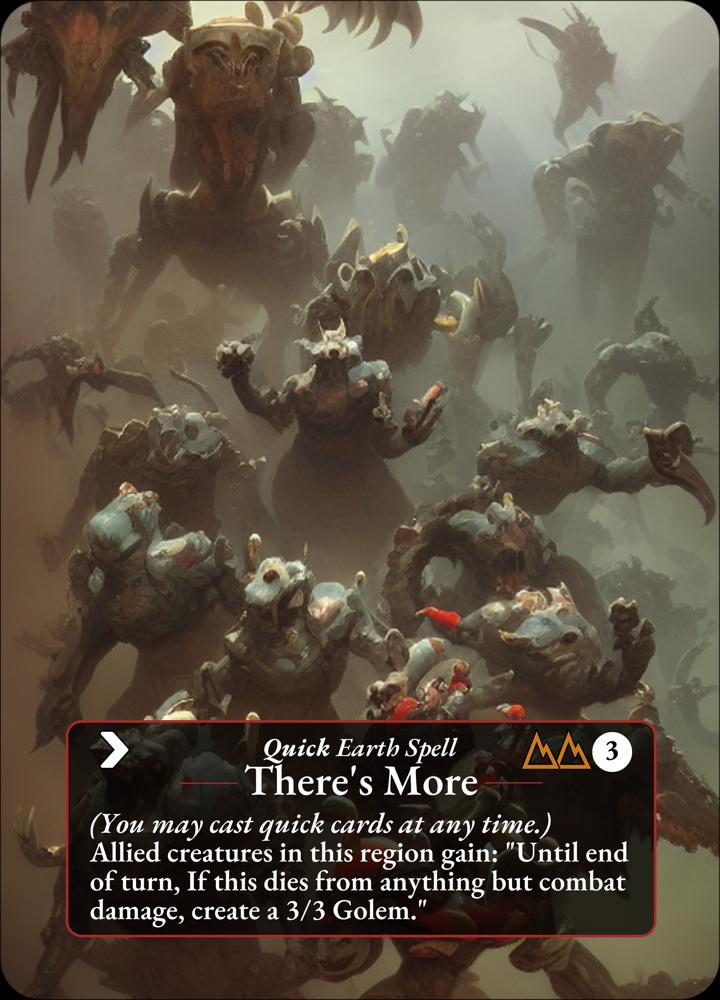 Quick Earth Spell
3
There's More
(You may cast quick cards at any time.)
Allied creatures in this region gain: "Until end
of turn, If this dies from anything but combat
damage, create a 3/3 Golem."